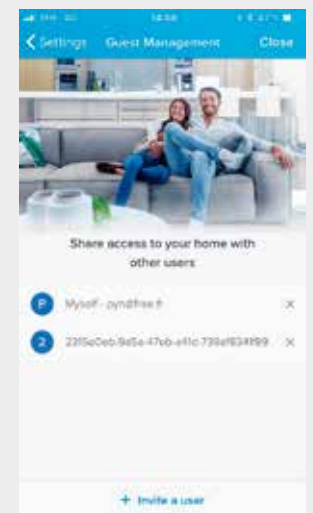 Settings
Guest Management
Close
Share access to your home with
other users
P
Myself -
×
2
×
+ Invite a user